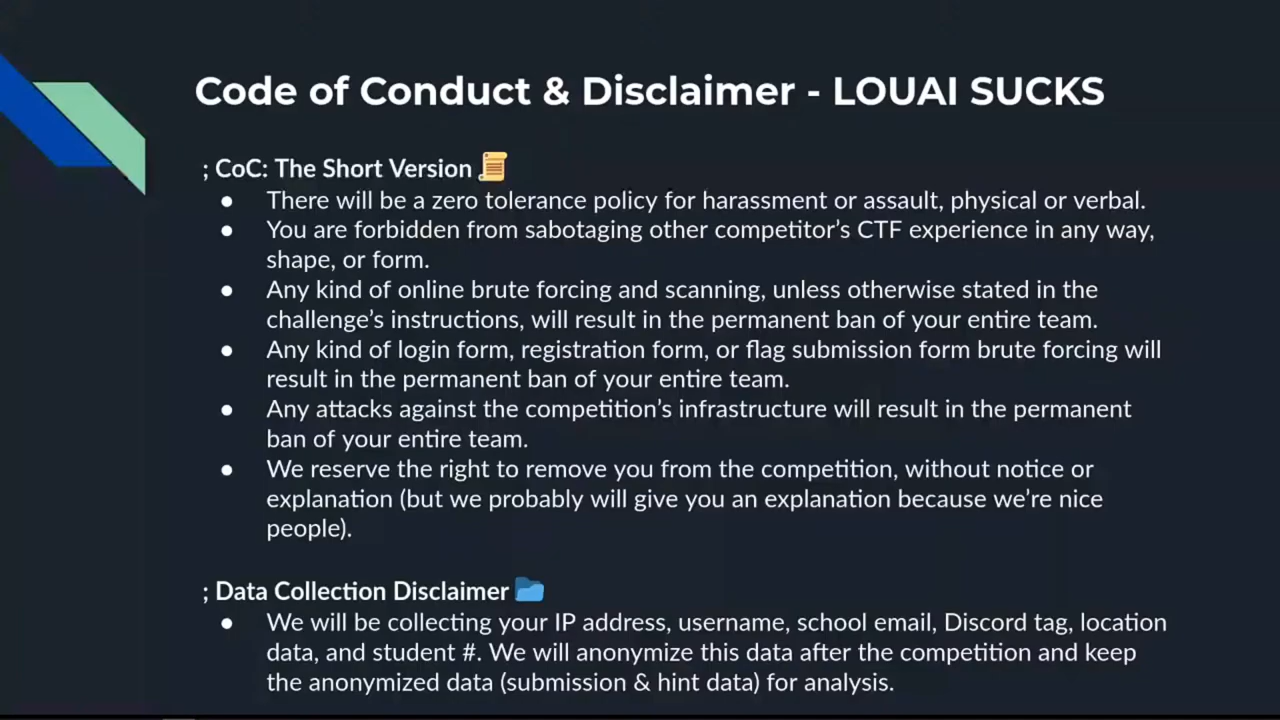 Code of Conduct & Disclaimer - LOUAI SUCKS
; CoC: The Short Version 📜
● There will be a zero tolerance policy for harassment or assault, physical or verbal.
● You are forbidden from sabotaging other competitor's CTF experience in any way,
shape, or form.
● Any kind of online brute forcing and scanning, unless otherwise stated in the
challenge's instructions, will result in the permanent ban of your entire team.
● Any kind of login form, registration form, or flag submission form brute forcing will
result in the permanent ban of your entire team.
● Any attacks against the competition's infrastructure will result in the permanent
ban of your entire team.
● We reserve the right to remove you from the competition, without notice or
explanation (but we probably will give you an explanation because we're nice
people).
; Data Collection Disclaimer 📂
● We will be collecting your IP address, username, school email, Discord tag, location
data, and student #. We will anonymize this data after the competition and keep
the anonymized data (submission & hint data) for analysis.